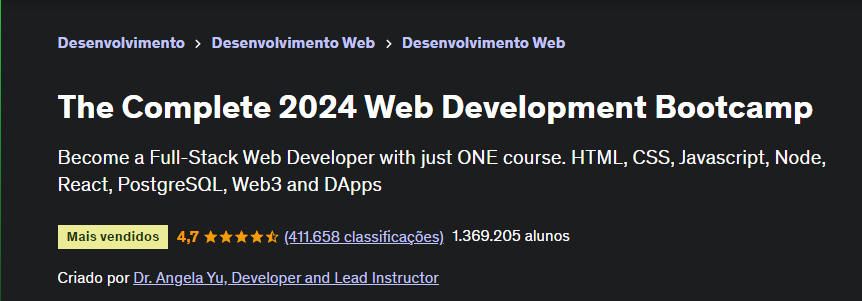 Desenvolvimento > Desenvolvimento Web > Desenvolvimento Web
The Complete 2024 Web Development Bootcamp
Become a Full-Stack Web Developer with just ONE course. HTML, CSS, Javascript, Node,
React, PostgreSQL, Web3 and DApps
Mais vendidos 4,7 (411.658 classificações) 1.369.205 alunos
Criado por Dr. Angela Yu, Developer and Lead Instructor